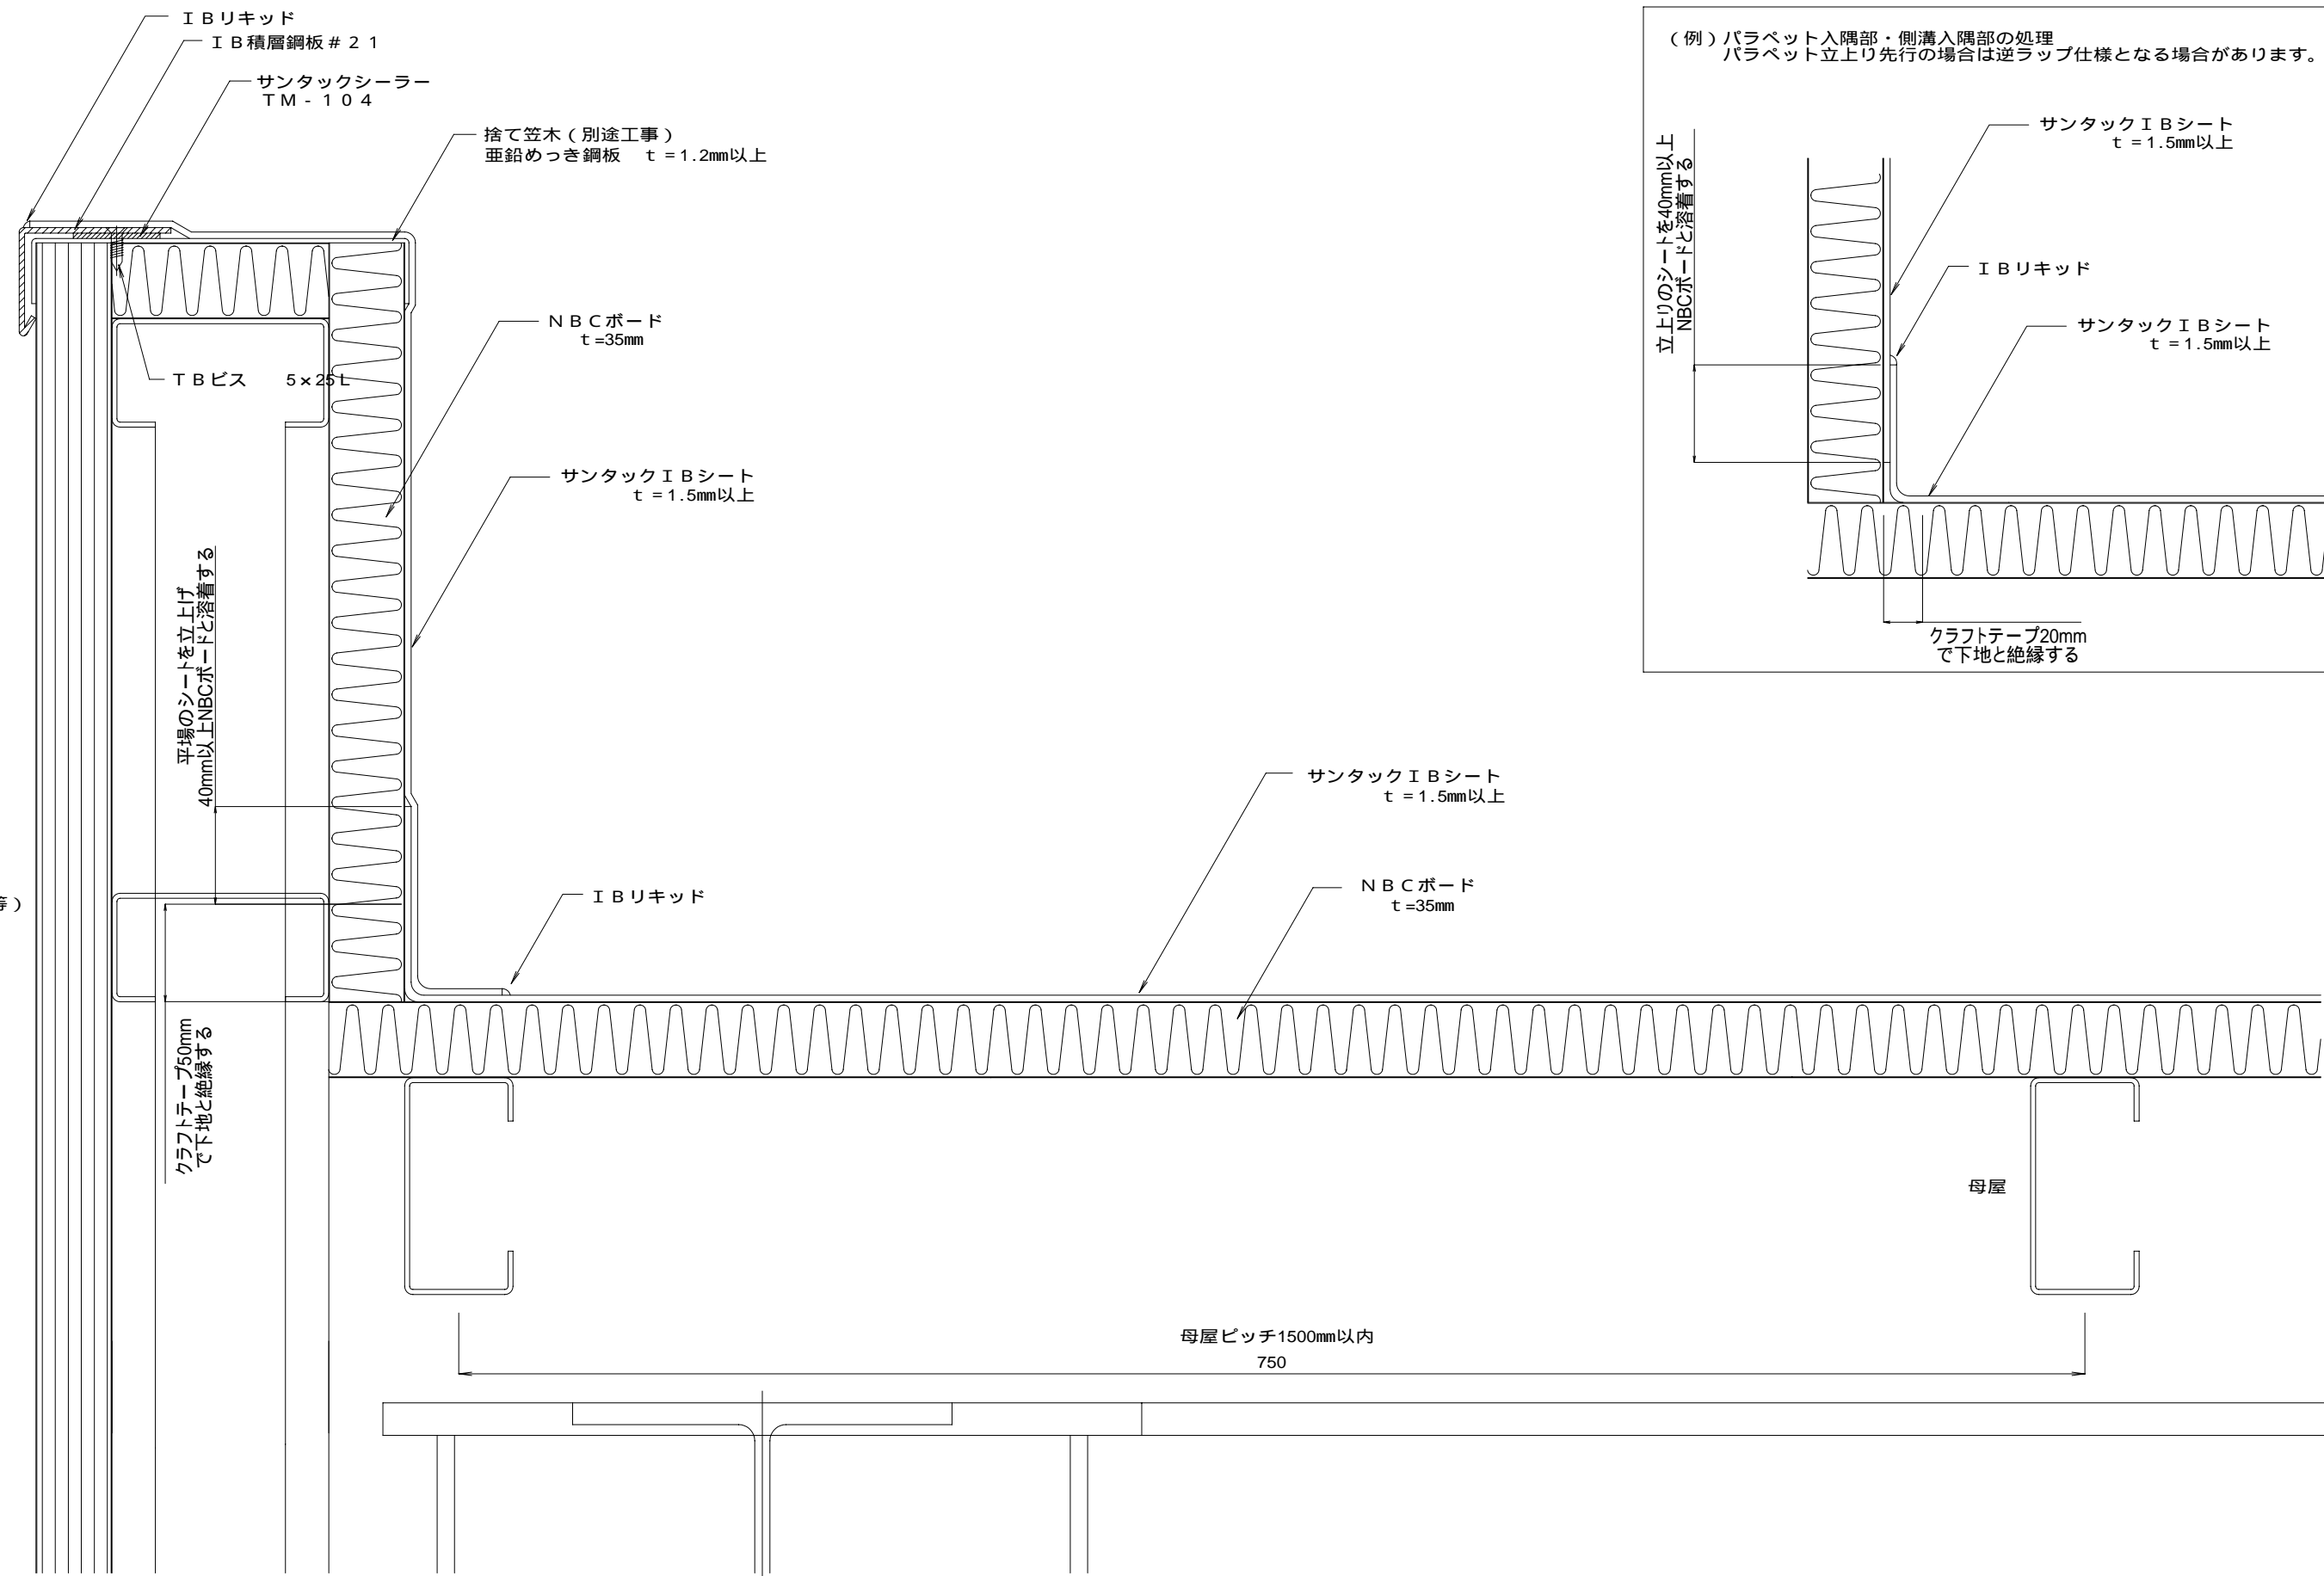 ＩＢリキッド
ＩＢ積層鋼板＃２１
サンタックシーラー
ＴＭ-１０４
捨て笠木（別途工事）
亜鉛めっき鋼板　ｔ＝1.2mm以上
ＮＢＣボード
ｔ=35mm
ＴＢビス　5×25Ｌ
サンタックＩＢシート
ｔ＝1.5mm以上
平場のシートを立上げ
40mm以上NBCボードと溶着する
等）
ＩＢリキッド
クラフトテープ50mm
で下地と絶縁する
サンタックＩＢシート
ｔ＝1.5mm以上
ＮＢＣボード
ｔ=35mm
母屋
母屋ピッチ1500mm以内
750
（例）パラペット入隅部・側溝入隅部の処理
パラペット立上り先行の場合は逆ラップ仕様となる場合があります。
サンタックＩＢシート
ｔ＝1.5mm以上
立上りのシートを40mm以上
NBCボードと溶着する
ＩＢリキッド
サンタックＩＢシート
ｔ＝1.5mm以上
クラフトテープ20mm
で下地と絶縁する